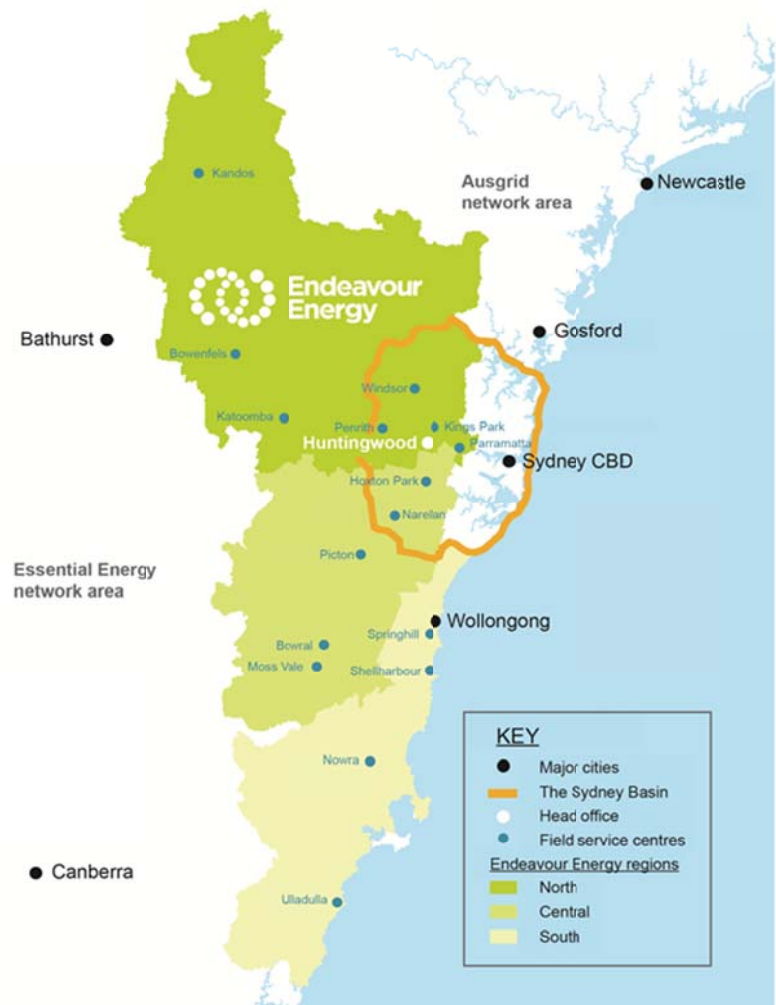 Kandos
Ausgrid
network area
Newcastle
Endeavour
Energy
Gosford
Bathurst
Bowenfels
Windsor
Katoomba
Penrith
Kings Park
Huntingwood
Parramatta
Sydney CBD
Hoxton Park
Narellan
Picton
Essential Energy
network area
Wollongong
Springhill
Bowral
Moss Vale
Shellharbour
Nowra
Canberra
Ulladulla
KEY
Major cities
The Sydney Basin
Head office
Field service centres
Endeavour Energy regions
North
Central
South